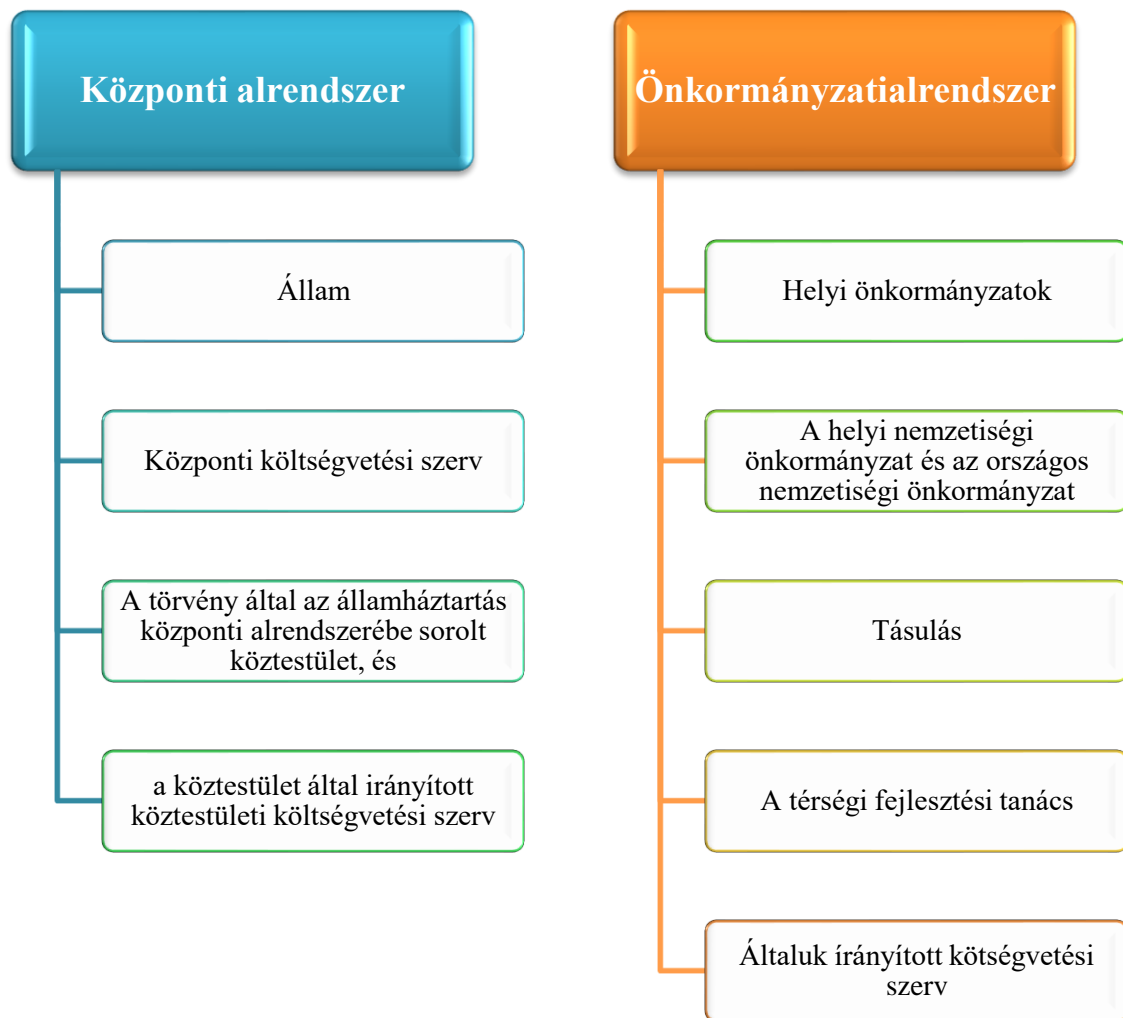 Központi alrendszer
Állam
Központi költségvetési szerv
A törvény által az államháztartás
központi alrendszerébe sorolt
köztestület, és
a köztestület által irányított
köztestületi költségvetési szerv
Önkormányzatialrendszer
Helyi önkormányzatok
A helyi nemzetiségi
önkormányzat és az országos
nemzetiségi önkormányzat
Tásulás
A térségi fejlesztési tanács
Általuk írányított kötségvetési
szerv